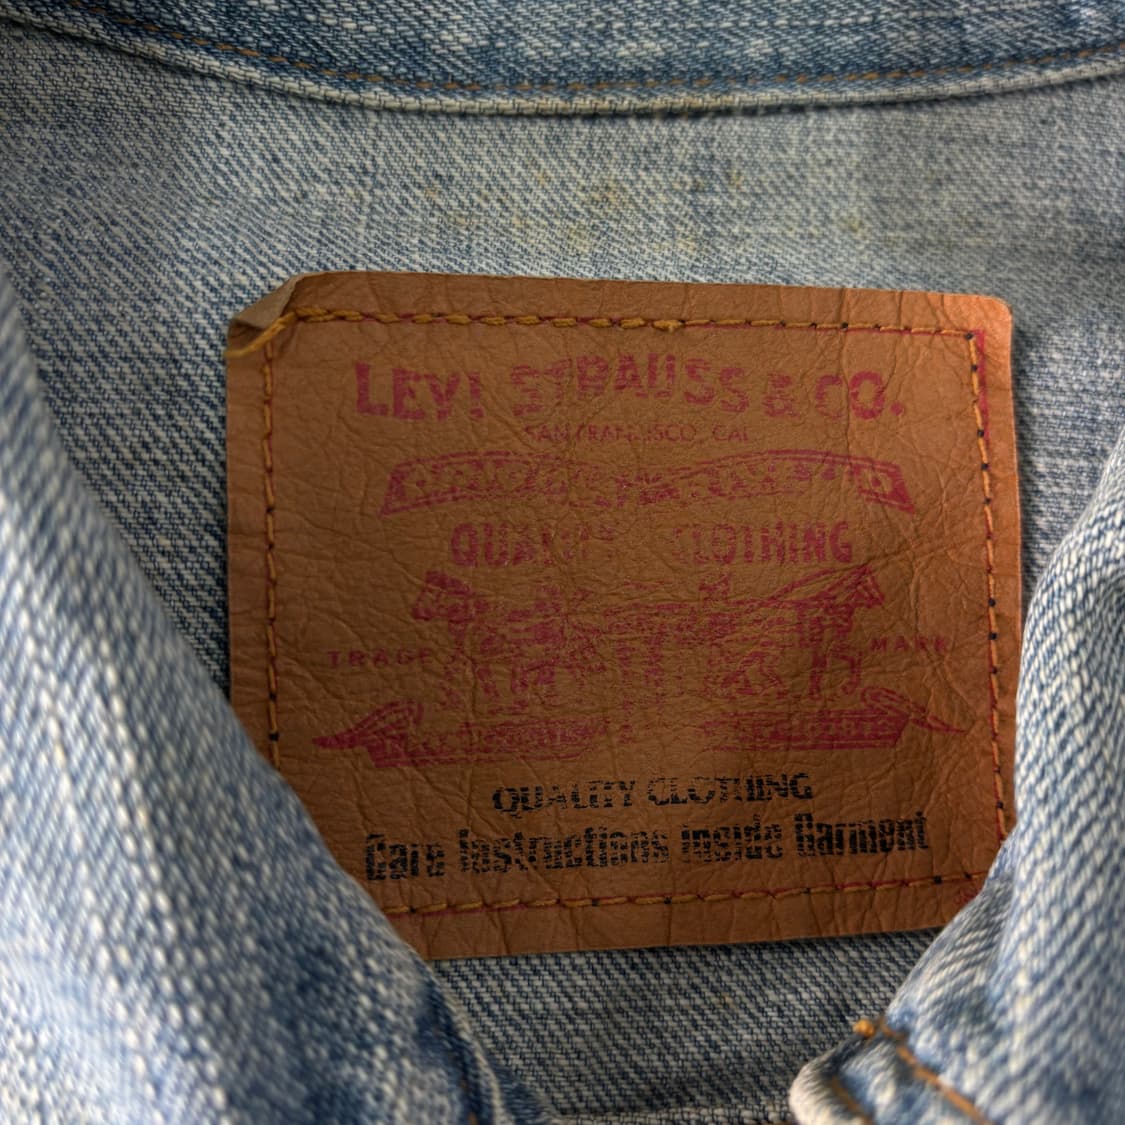 LEVI STRAUSS & CO.
SAN FRANCISCO, CAL
QUALITY CLOTHING
TRADE MARK
QUALITY CLOTHING
Care Instructions inside Garment